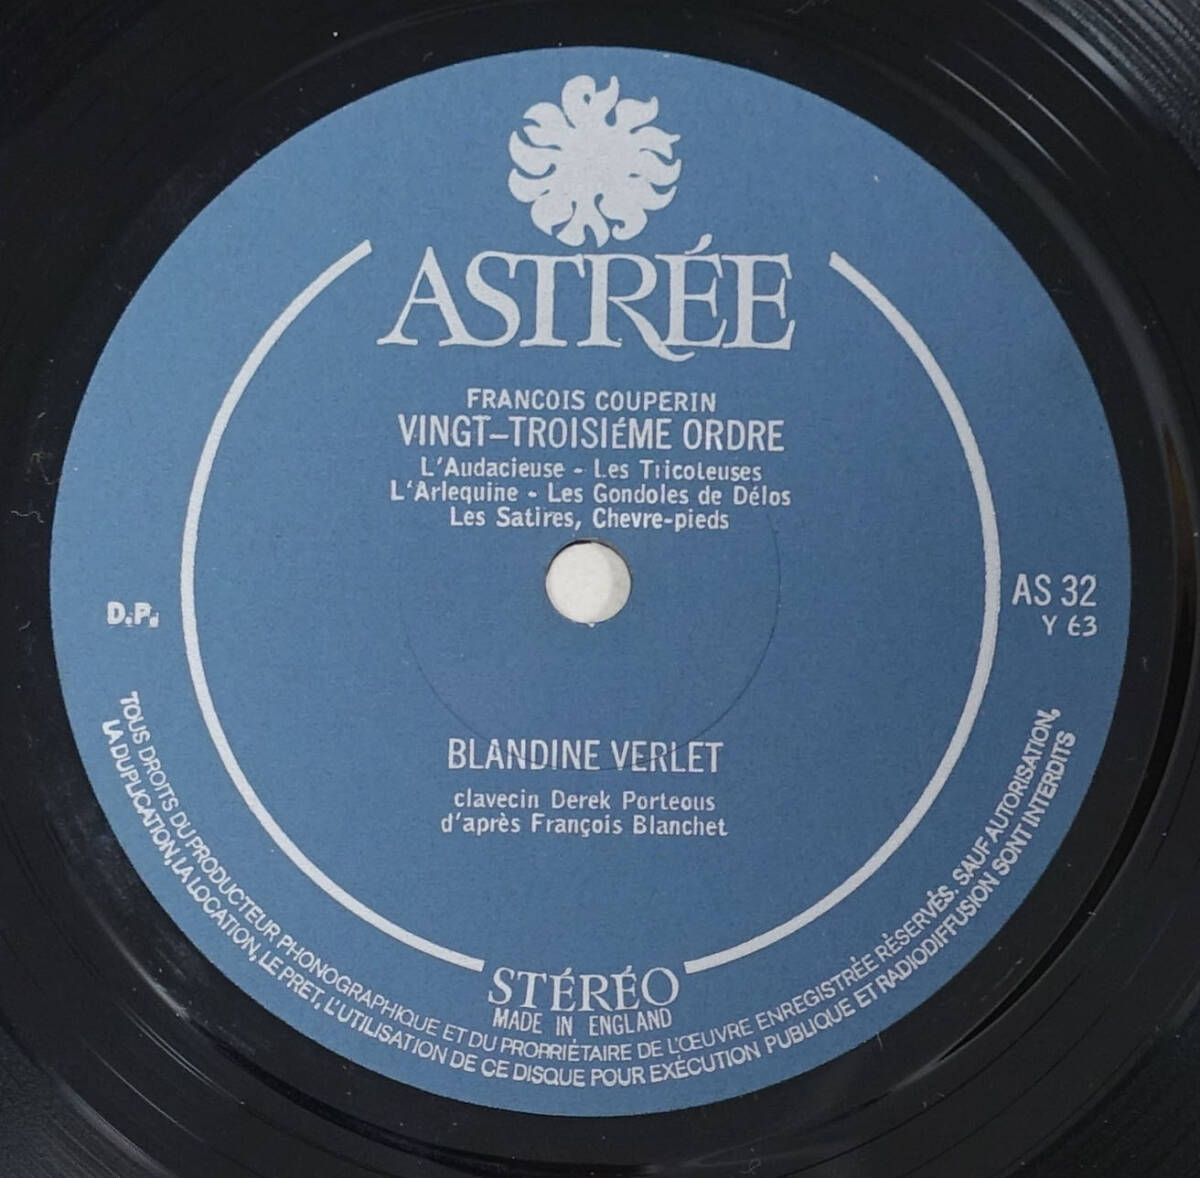 ASTRÉE
FRANCOIS COUPERIN
VINGT-TROISIÉME ORDRE
L'Audacieuse - Les Tricoteuses
L'Arlequine - Les Gondoles de Délos
Les Satires, Chevre-pieds
D.P.
AS 32
Y 63
BLANDINE VERLET
clavecin Derek Porteous
d'après François Blanchet
STÉRÉO
MADE IN ENGLAND
TOUS DROITS DU PRODUCTEUR PHONOGRAPHIQUE ET DU PROPRIÉTAIRE DE L'ŒUVRE ENREGISTRÉE RÉSERVÉS. SAUF AUTORISATION,
LA DUPLICATION, LA LOCATION, LE PRET, L'UTILISATION DE CE DISQUE POUR EXÉCUTION PUBLIQUE ET RADIODIFFUSION SONT INTERDITS